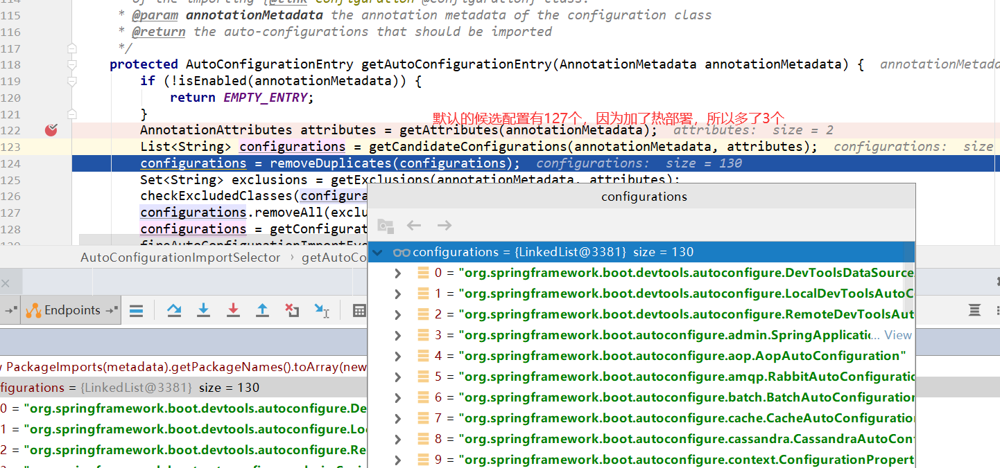 114 * of the importing {@link Configuration @Configuration} class.
115 * @param annotationMetadata the annotation metadata of the configuration class
116 * @return the auto-configurations that should be imported
117 */
118 protected AutoConfigurationEntry getAutoConfigurationEntry(AnnotationMetadata annotationMetadata) { annotationMetada
119 if (!isEnabled(annotationMetadata)) {
120 return EMPTY_ENTRY;
121 }
默认的候选配置有127个，因为加了热部署，所以多了3个
122 AnnotationAttributes attributes = getAttributes(annotationMetadata); attributes: size = 2
123 List<String> configurations = getCandidateConfigurations(annotationMetadata, attributes); configurations: size
124 configurations = removeDuplicates(configurations); configurations: size = 130
125 Set<String> exclusions = getExclusions(annotationMetadata, attributes);
126 checkExcludedClasses(configura
127 configurations.removeAll(exclu
128 configurations = getConfigurat
129 fireAutoConfigurationImportEve
AutoConfigurationImportSelector › getAutoCo
Endpoints
PackageImports(metadata).getPackageNames().toArray(new
figurations = {LinkedList@3381} size = 130
0 = "org.springframework.boot.devtools.autoconfigure.De
1 = "org.springframework.boot.devtools.autoconfigure.Loc
2 = "org.springframework.boot.devtools.autoconfigure.Re
configurations
configurations = {LinkedList@3381} size = 130
0 = "org.springframework.boot.devtools.autoconfigure.DevToolsDataSource
1 = "org.springframework.boot.devtools.autoconfigure.LocalDevToolsAutoC
2 = "org.springframework.boot.devtools.autoconfigure.RemoteDevToolsAut
3 = "org.springframework.boot.autoconfigure.admin.SpringApplicatic... View
4 = "org.springframework.boot.autoconfigure.aop.AopAutoConfiguration"
5 = "org.springframework.boot.autoconfigure.amqp.RabbitAutoConfiguratio
6 = "org.springframework.boot.autoconfigure.batch.BatchAutoConfiguration
7 = "org.springframework.boot.autoconfigure.cache.CacheAutoConfiguratio
8 = "org.springframework.boot.autoconfigure.cassandra.CassandraAutoCon
9 = "org.springframework.boot.autoconfigure.context.ConfigurationPropert